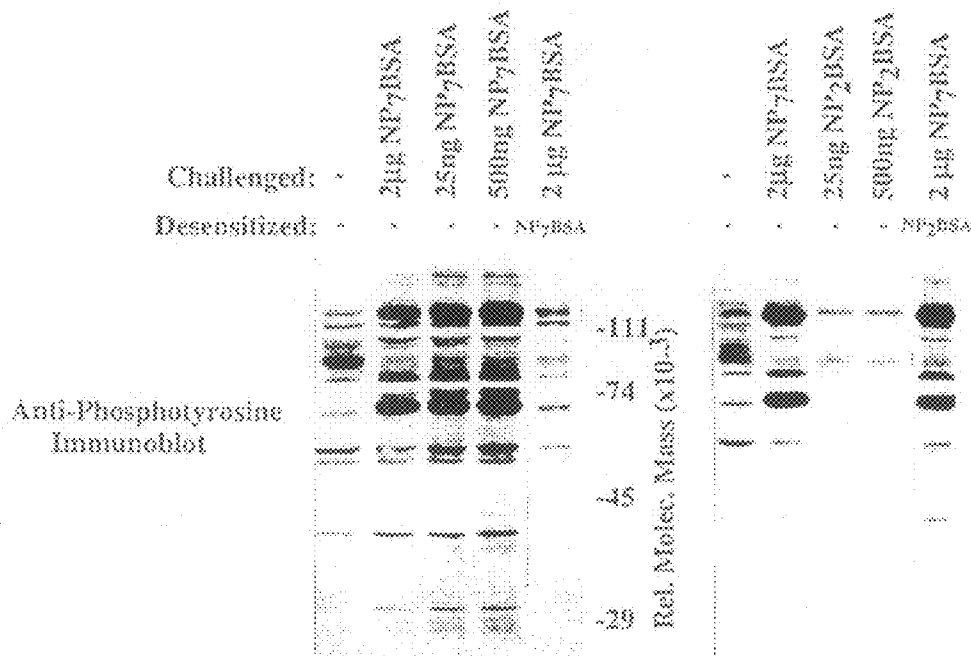 2µg NP7BSA
25ng NP7BSA
500ng NP7BSA
2 µg NP7BSA
2µg NP7BSA
25ng NP2BSA
500ng NP2BSA
2 µg NP7BSA
Challenged: - -
Desensitized: - - - - NP7BSA - - - - NP2BSA
-111
-74
-45
-29
Rel. Molec. Mass (x10-3)
Anti-Phosphotyrosine
Immunoblot